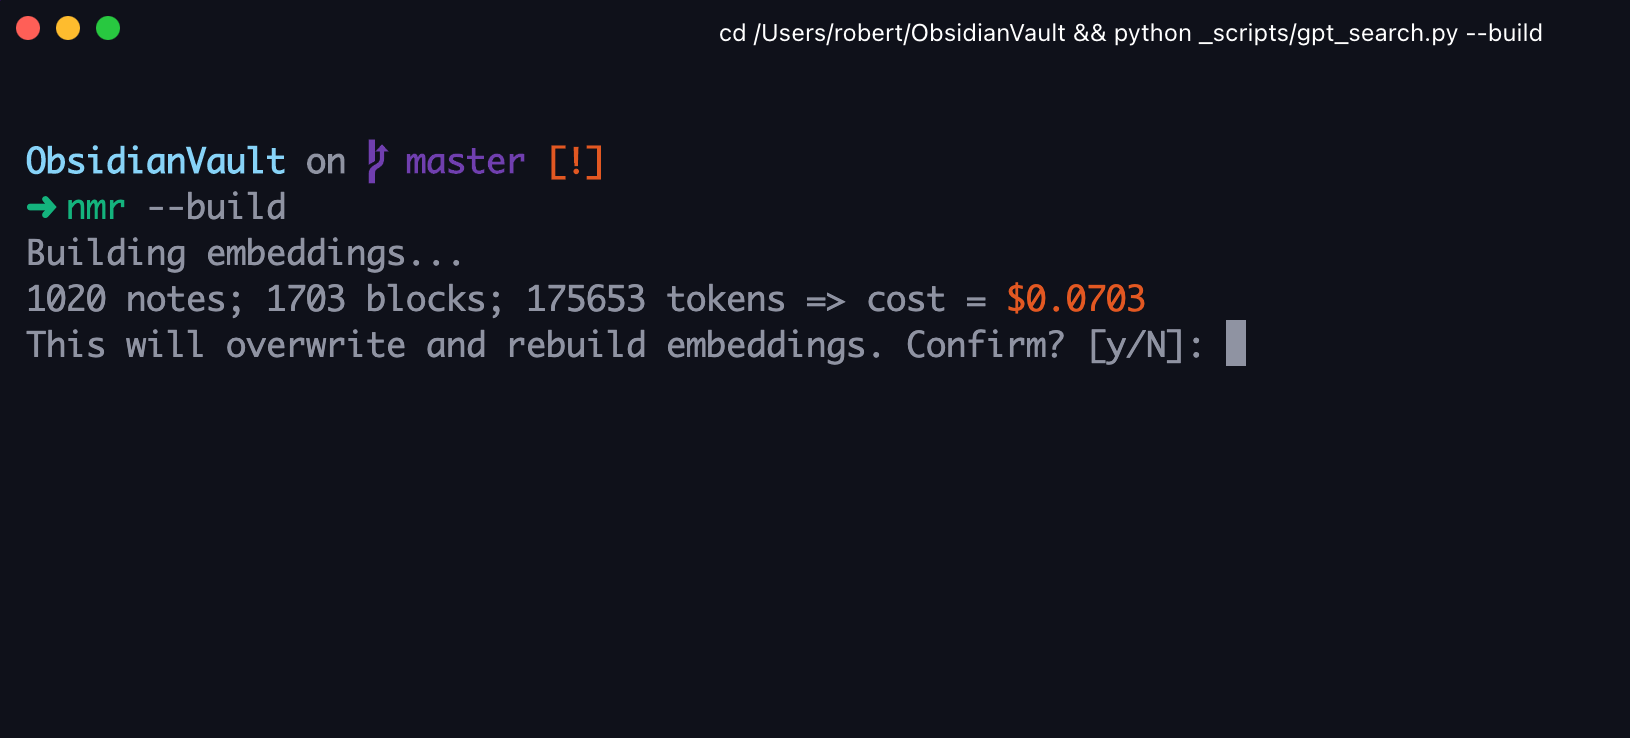 cd /Users/robert/ObsidianVault && python _scripts/gpt_search.py --build
ObsidianVault on master [!]
➜ nmr --build
Building embeddings...
1020 notes; 1703 blocks; 175653 tokens => cost = $0.0703
This will overwrite and rebuild embeddings. Confirm? [y/N]: